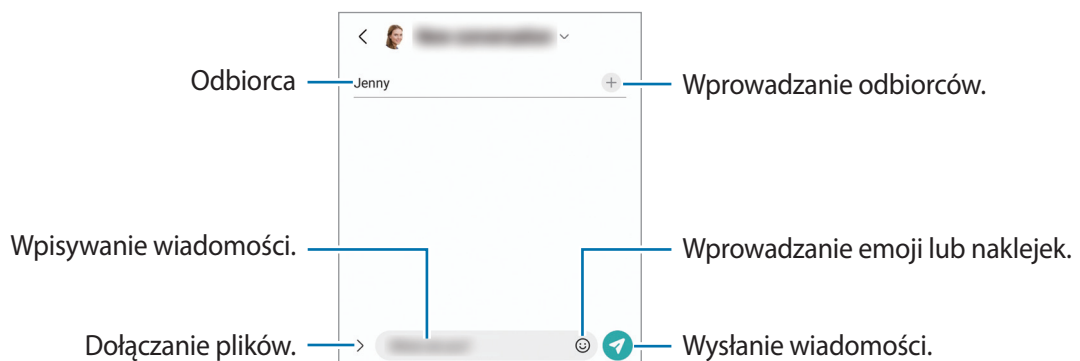 Odbiorca
Jenny
Wprowadzanie odbiorców.
Wpisywanie wiadomości.
Wprowadzanie emoji lub naklejek.
Dołączanie plików.
Wysłanie wiadomości.